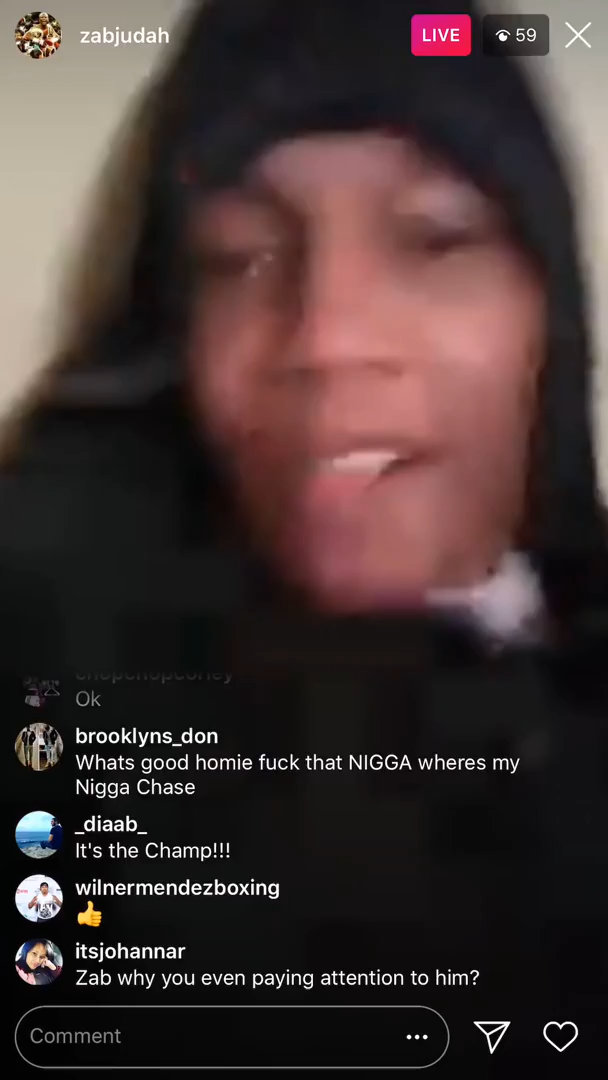 zabjudah
LIVE
59
Ok
brooklyns_don
Whats good homie fuck that NIGGA wheres my
Nigga Chase
_diaab_
It's the Champ!!!
wilnermendezboxing
👍
itsjohannar
Zab why you even paying attention to him?
Comment